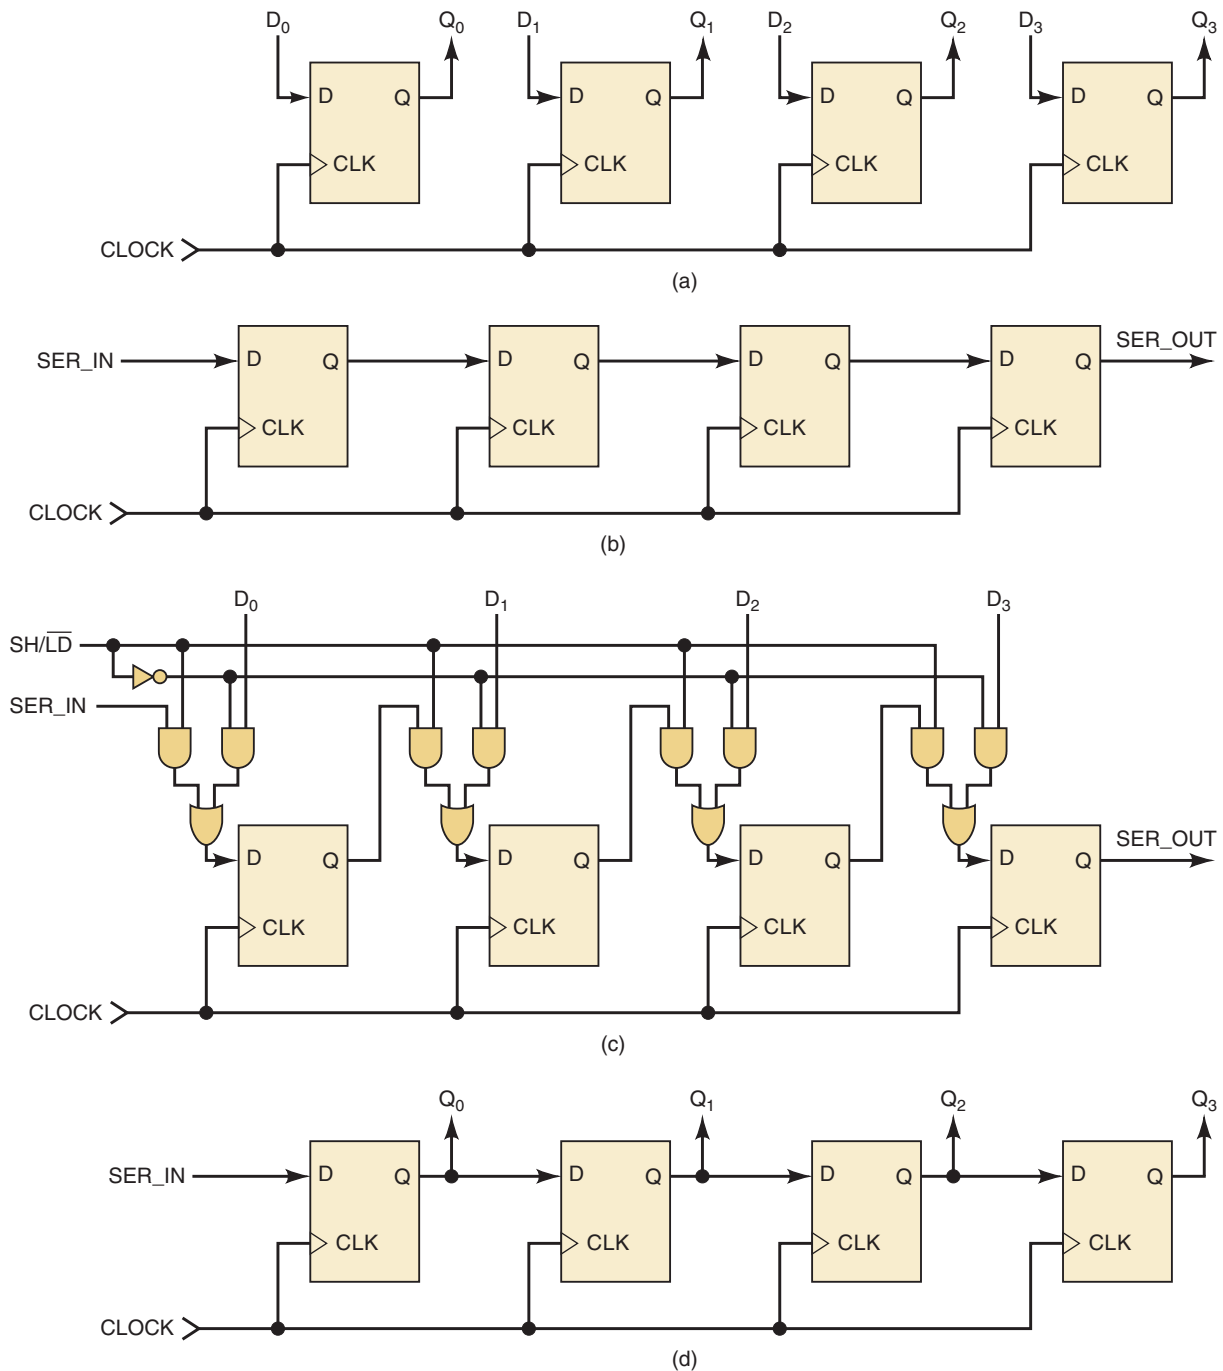 D₀ Q₀ D₁ Q₁ D₂ Q₂ D₃ Q₃
D Q D Q D Q D Q
CLK CLK CLK CLK
CLOCK
(a)
SER_IN D Q D Q D Q D Q SER_OUT
CLK CLK CLK CLK
CLOCK
(b)
D₀ D₁ D₂ D₃
SH/L̅D̅
SER_IN
D Q D Q D Q D Q SER_OUT
CLK CLK CLK CLK
CLOCK
(c)
Q₀ Q₁ Q₂ Q₃
SER_IN D Q D Q D Q D Q
CLK CLK CLK CLK
CLOCK
(d)